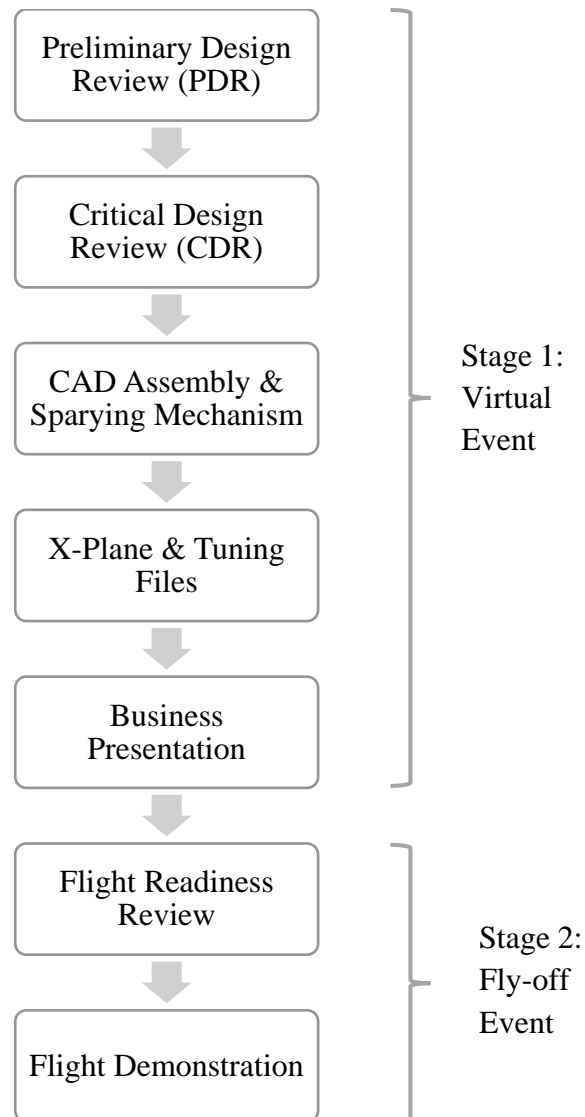 Preliminary Design
Review (PDR)
Critical Design
Review (CDR)
CAD Assembly &
Sparying Mechanism
Stage 1:
Virtual
Event
X-Plane & Tuning
Files
Business
Presentation
Flight Readiness
Review
Stage 2:
Fly-off
Event
Flight Demonstration